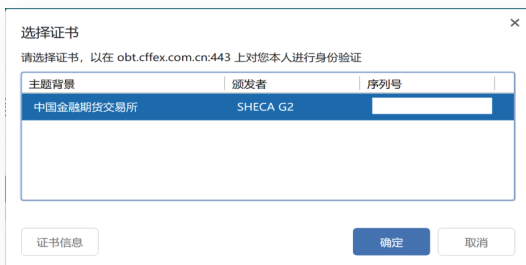 选择证书
请选择证书，以在 obt.cffex.com.cn:443 上对您本人进行身份验证
主题背景 颁发者 序列号
中国金融期货交易所 SHECA G2
证书信息 确定 取消